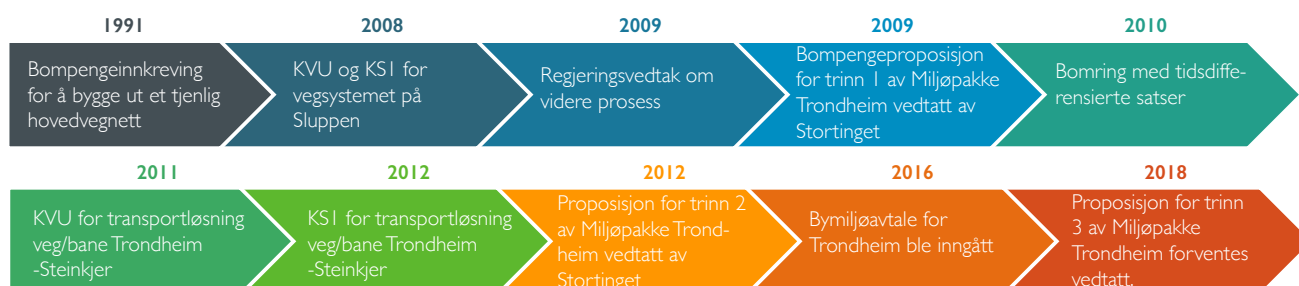 1991
2008
2009
2009
2010
Bompengeinnkreving
for å bygge ut et tjenlig
hovedvegnett
KVU og KS1 for
vegsystemet på
Sluppen
Regjeringsvedtak om
videre prosess
Bompengeproposisjon
for trinn 1 av Miljøpakke
Trondheim vedtatt av
Stortinget
Bomring med tidsdiffe-
rensierte satser
2011
2012
2012
2016
2018
KVU for transportløsning
veg/bane Trondheim
-Steinkjer
KS1 for transportløsning
veg/bane Trondheim
-Steinkjer
Proposisjon for trinn 2
av Miljøpakke Trond-
heim vedtatt av
Stortinget
Bymiljøavtale for
Trondheim ble inngått
Proposisjon for trinn
3 av Miljøpakke
Trondheim forventes
vedtatt.